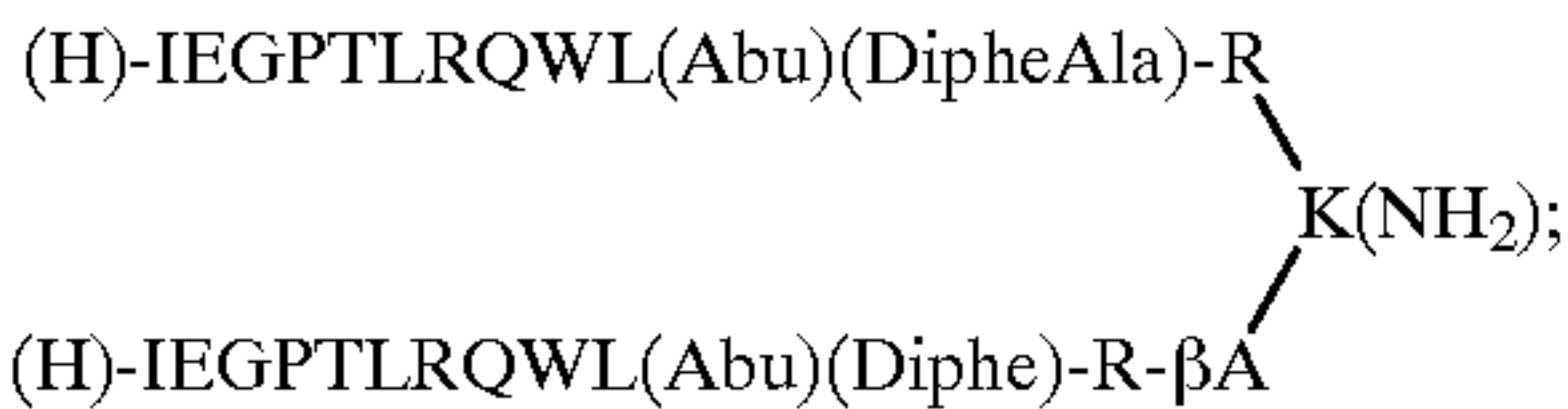 (H)-IEGPTLRQWL(Abu)(DipheAla)-R
K(NH₂);
(H)-IEGPTLRQWL(Abu)(Diphe)-R-βA